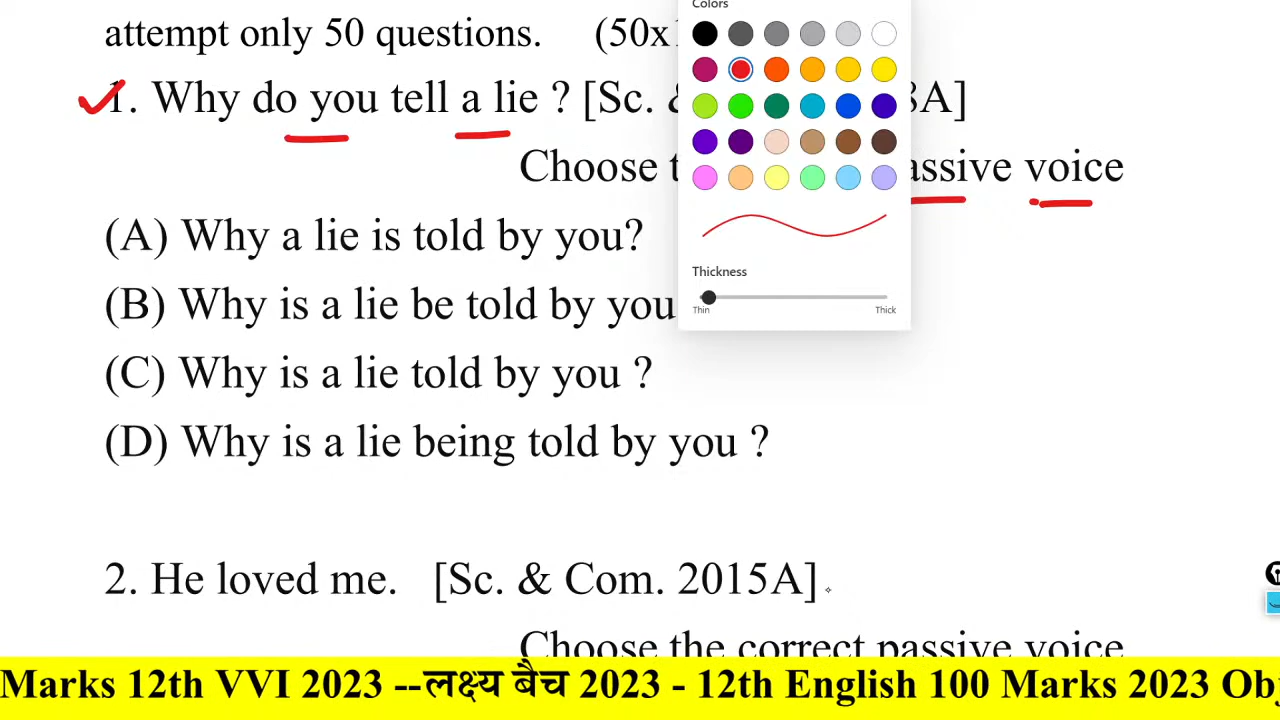 attempt only 50 questions. (50x1
Colors
1. Why do you tell a lie ? [Sc. & 8A]
Choose t assive voice
(A) Why a lie is told by you?
(B) Why is a lie be told by you
(C) Why is a lie told by you ?
(D) Why is a lie being told by you ?
Thickness
Thin Thick
2. He loved me. [Sc. & Com. 2015A]
Choose the correct passive voice
Marks 12th VVI 2023 --लक्ष्य बैच 2023 - 12th English 100 Marks 2023 Obj